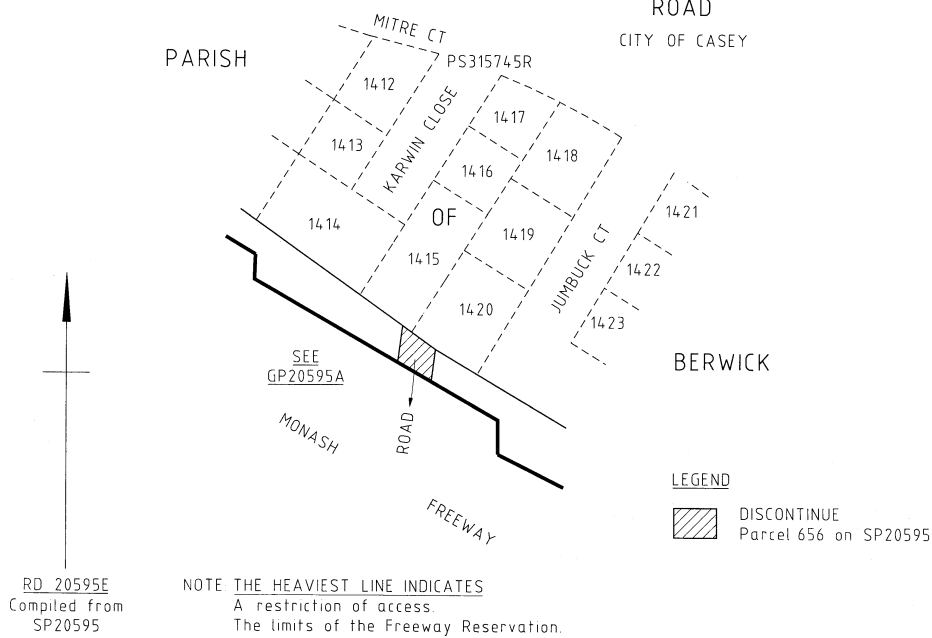 ROAD
CITY OF CASEY
PARISH
MITRE CT
PS315745R
1412
1413
1414
KARWIN CLOSE
1417
1416
1418
OF
1415
1419
1420
JUMBUCK CT
1421
1422
1423
BERWICK
SEE
GP20595A
MONASH
FREEWAY
ROAD
LEGEND
DISCONTINUE
Parcel 656 on SP20595
RD 20595E
Compiled from
SP20595
NOTE: THE HEAVIEST LINE INDICATES
A restriction of access.
The limits of the Freeway Reservation.